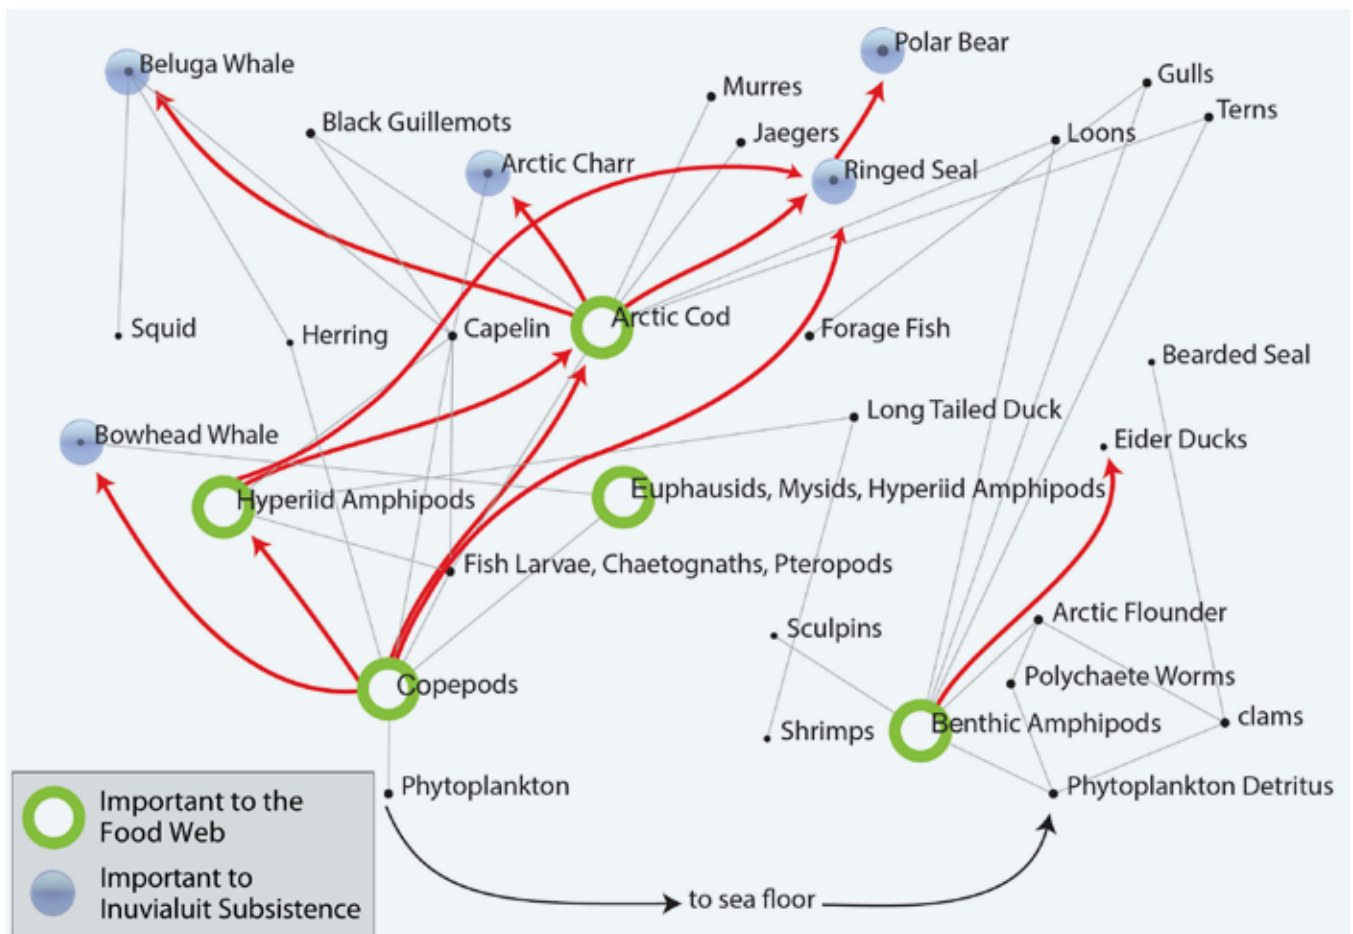 Polar Bear
Beluga Whale
Gulls
Murres
Terns
Black Guillemots
Jaegers
Loons
Arctic Charr
Ringed Seal
Arctic Cod
Squid
Herring
Capelin
Forage Fish
Bearded Seal
Long Tailed Duck
Bowhead Whale
Eider Ducks
Hyperiid Amphipods
Euphausids, Mysids, Hyperiid Amphipods
Fish Larvae, Chaetognaths, Pteropods
Arctic Flounder
Sculpins
Polychaete Worms
Copepods
Shrimps
Benthic Amphipods
clams
Phytoplankton
Phytoplankton Detritus
to sea floor
Important to the
Food Web
Important to
Inuvialuit Subsistence